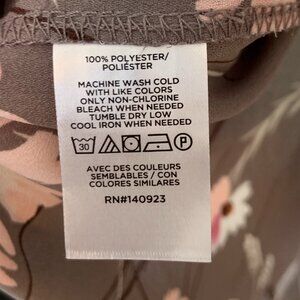 100% POLYESTER/
POLIÉSTER
MACHINE WASH COLD
WITH LIKE COLORS
ONLY NON-CHLORINE
BLEACH WHEN NEEDED
TUMBLE DRY LOW
COOL IRON WHEN NEEDED
30 P
AVEC DES COULEURS
SEMBLABLES / CON
COLORES SIMILARES
RN#140923